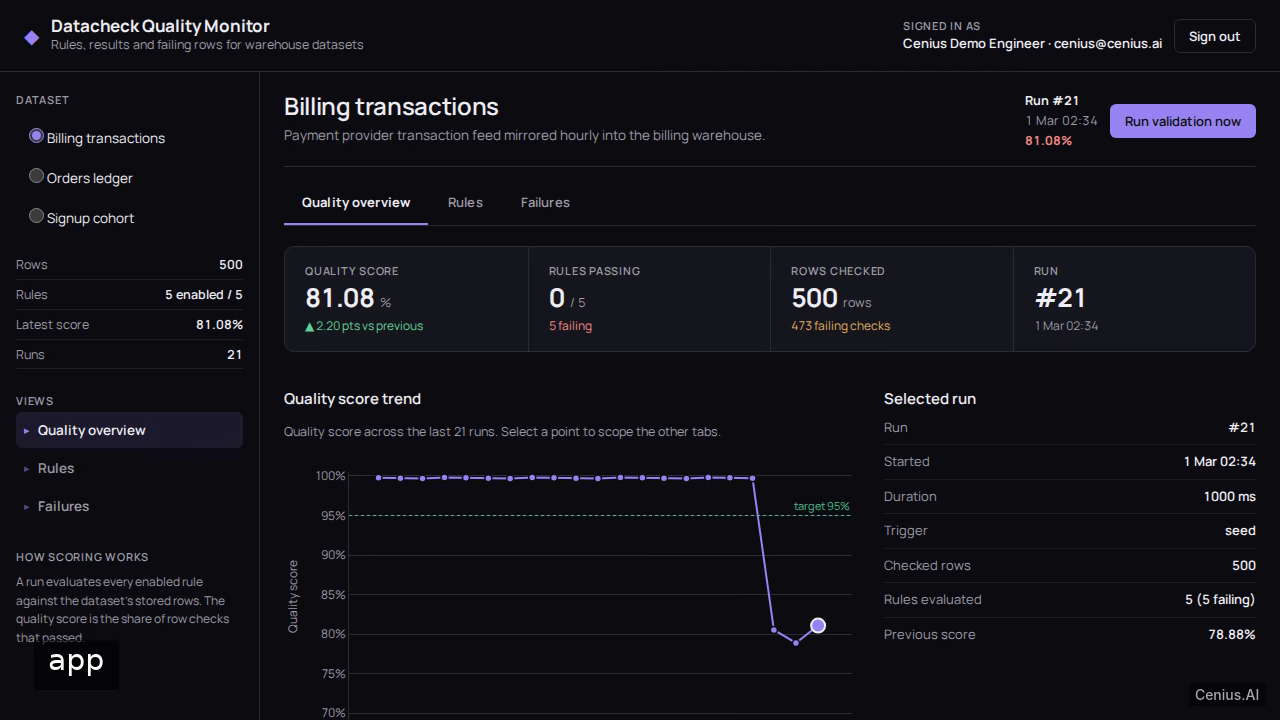 Datacheck Quality Monitor
Rules, results and failing rows for warehouse datasets
SIGNED IN AS
Cenius Demo Engineer · cenius@cenius.ai
Sign out
DATASET
Billing transactions
Orders ledger
Signup cohort
Rows 500
Rules 5 enabled / 5
Latest score 81.08%
Runs 21
VIEWS
Quality overview
Rules
Failures
HOW SCORING WORKS
A run evaluates every enabled rule
against the dataset's stored rows. The
quality score is the share of row checks
that passed.
app
Billing transactions
Payment provider transaction feed mirrored hourly into the billing warehouse.
Run #21
1 Mar 02:34
81.08%
Run validation now
Quality overview
Rules
Failures
QUALITY SCORE
81.08 %
▲ 2.20 pts vs previous
RULES PASSING
0 / 5
5 failing
ROWS CHECKED
500 rows
473 failing checks
RUN
#21
1 Mar 02:34
Quality score trend
Quality score across the last 21 runs. Select a point to scope the other tabs.
100%
95%
90%
85%
80%
75%
70%
Quality score
target 95%
Selected run
Run #21
Started 1 Mar 02:34
Duration 1000 ms
Trigger seed
Checked rows 500
Rules evaluated 5 (5 failing)
Previous score 78.88%
Cenius.AI